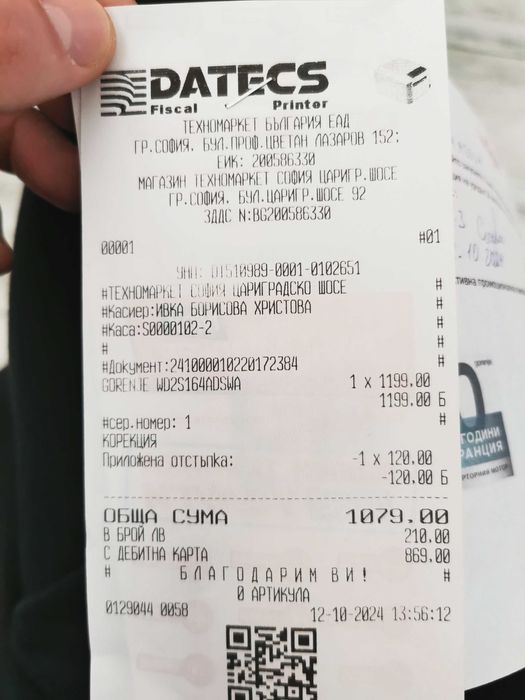 DATECS
Fiscal Printer
ТЕХНОМАРКЕТ БЪЛГАРИЯ ЕАД
ГР.СОФИЯ, БУЛ.ПРОФ.ЦВЕТАН ЛАЗАРОВ 152;
ЕИК: 200586330
МАГАЗИН ТЕХНОМАРКЕТ СОФИЯ ЦАРИГР.ШОСЕ
ГР.СОФИЯ, БУЛ.ЦАРИГР.ШОСЕ 92
ЗДДС N:BG200586330
00001 #01
УНП: DT510989-0001-0102651
#ТЕХНОМАРКЕТ СОФИЯ ЦАРИГРАДСКО ШОСЕ #
#Касиер:ИВКА БОРИСОВА ХРИСТОВА #
#Каса:S0000102-2 #
# #
#Документ:241000010220172384 #
GORENJE WD2S164ADSWA 1 x 1199.00
1199.00 Б
#сер.номер: 1 #
КОРЕКЦИЯ
Приложена отстъпка: -1 x 120.00
-120.00 Б
ОБЩА СУМА 1079.00
В БРОЙ ЛВ 210.00
С ДЕБИТНА КАРТА 869.00
# БЛАГОДАРИМ ВИ! #
0 АРТИКУЛА
0129044 0058 12-10-2024 13:56:12
ГОДИНИ